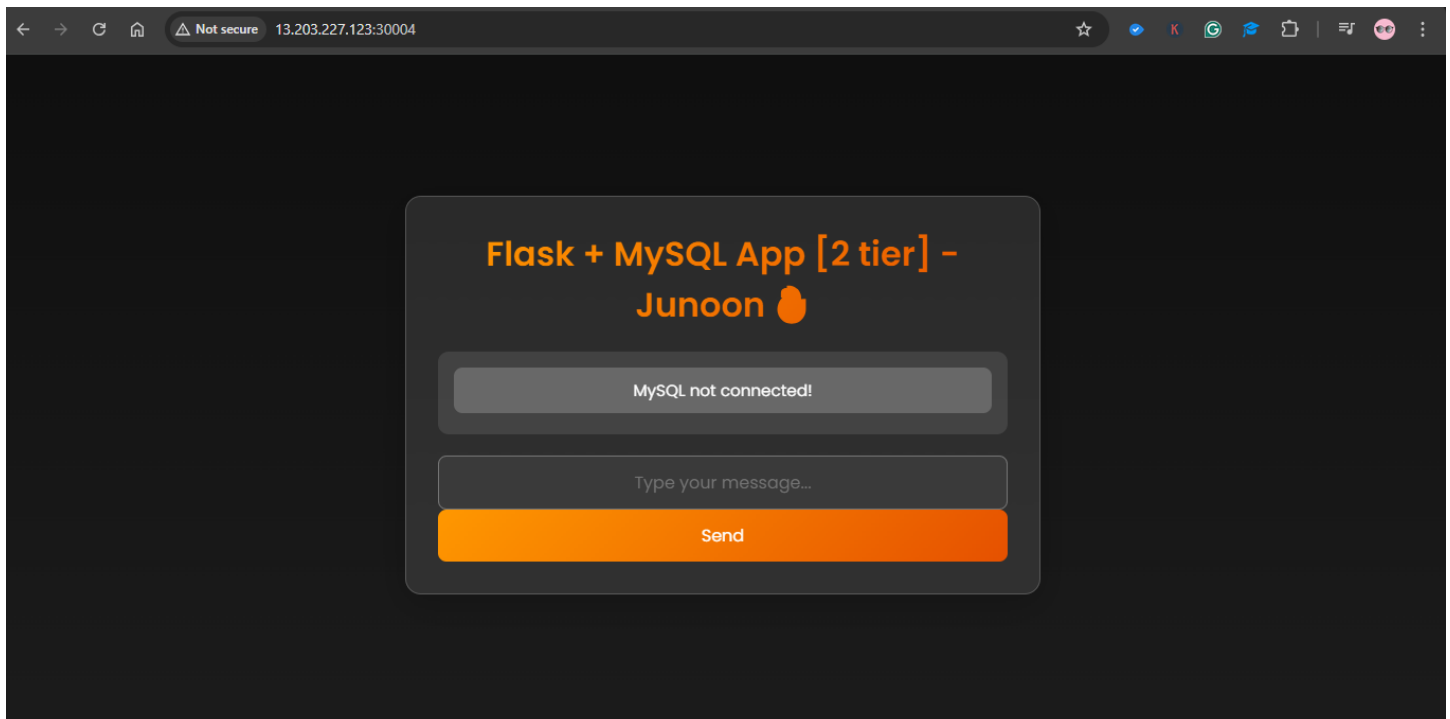 Not secure
13.203.227.123:30004
Flask + MySQL App [2 tier] -
Junoon
MySQL not connected!
Type your message...
Send